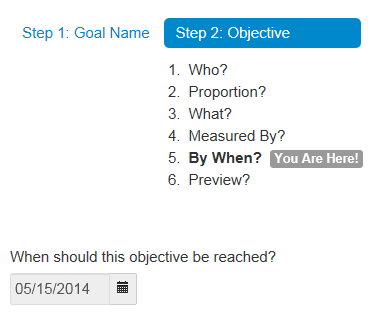 Step 1: Goal Name Step 2: Objective
1. Who?
2. Proportion?
3. What?
4. Measured By?
5. By When? You Are Here!
6. Preview?
When should this objective be reached?
05/15/2014